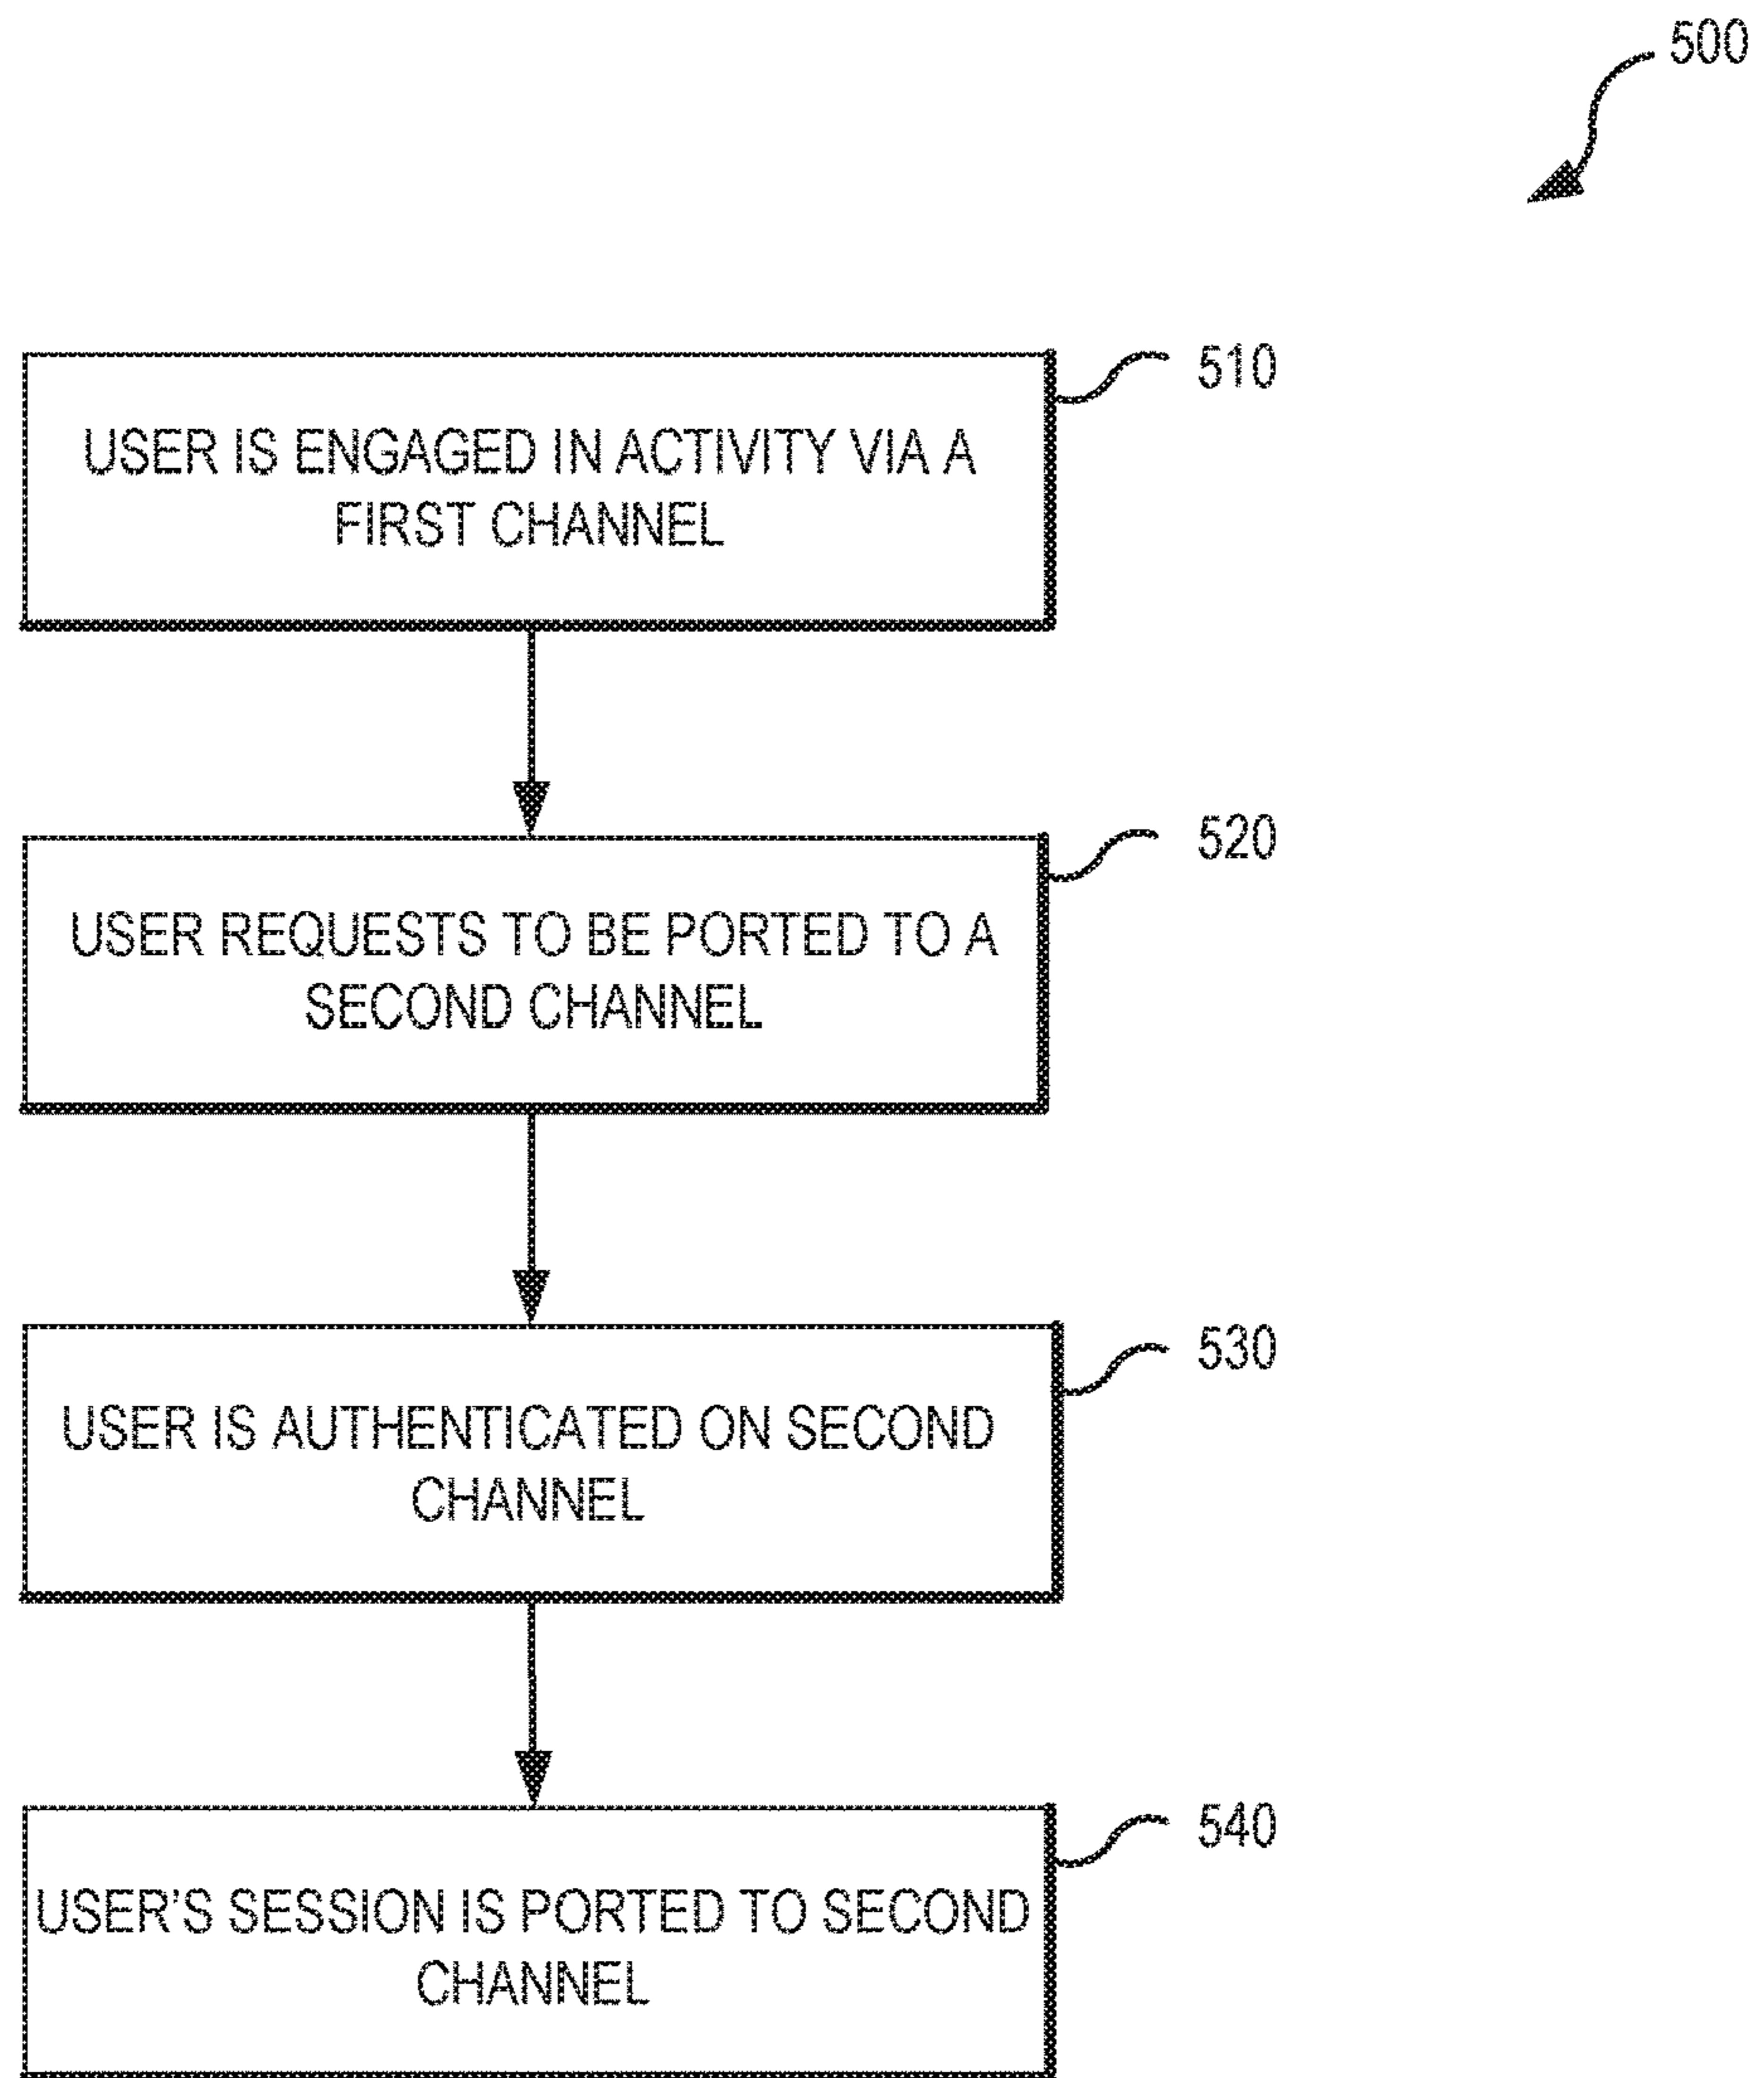 500
510
USER IS ENGAGED IN ACTIVITY VIA A
FIRST CHANNEL
520
USER REQUESTS TO BE PORTED TO A
SECOND CHANNEL
530
USER IS AUTHENTICATED ON SECOND
CHANNEL
540
USER'S SESSION IS PORTED TO SECOND
CHANNEL